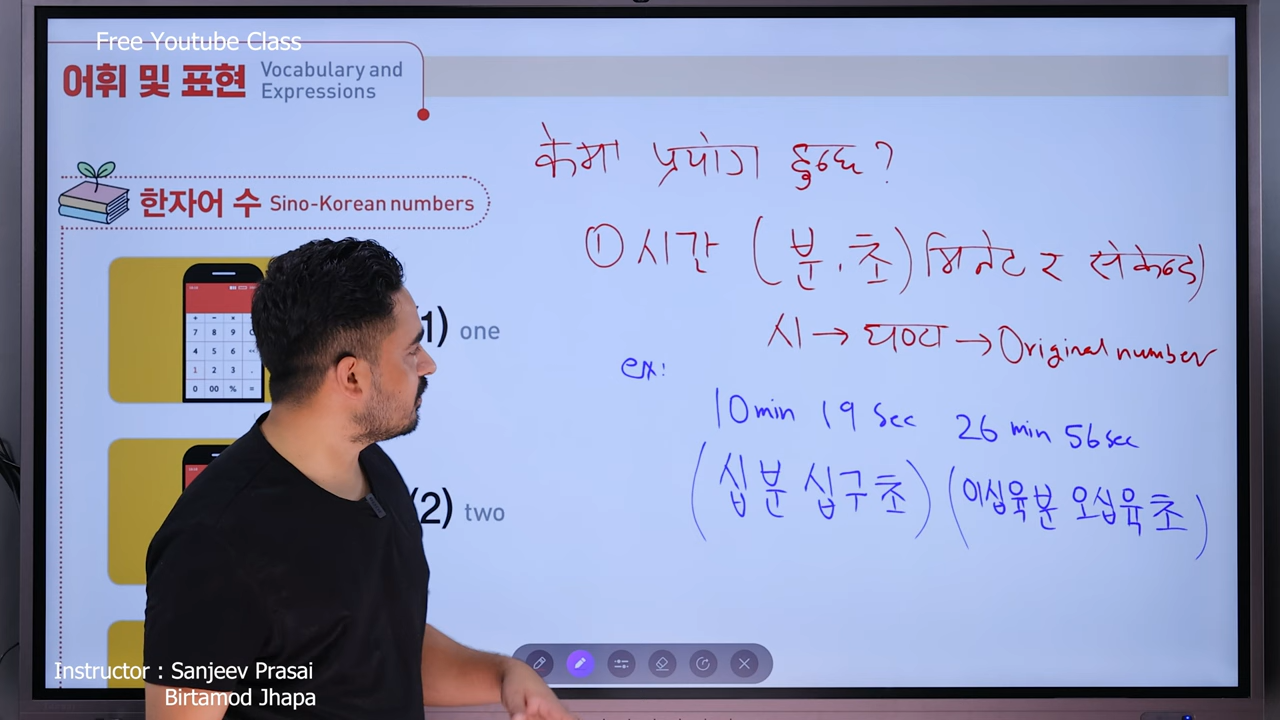 Free Youtube Class
어휘 및 표현 Vocabulary and Expressions
한자어 수 Sino-Korean numbers
(1) one
(2) two
केमा प्रयोग हुन्छ ?
① 시간 (분, 초) मिनेट र सेकेन्ड)
시 → घण्टा → Original number
ex:
10 min 19 Sec 26 min 56 sec
(십분 십구초) (이십육분 오십육초)
Instructor : Sanjeev Prasai
Birtamod Jhapa